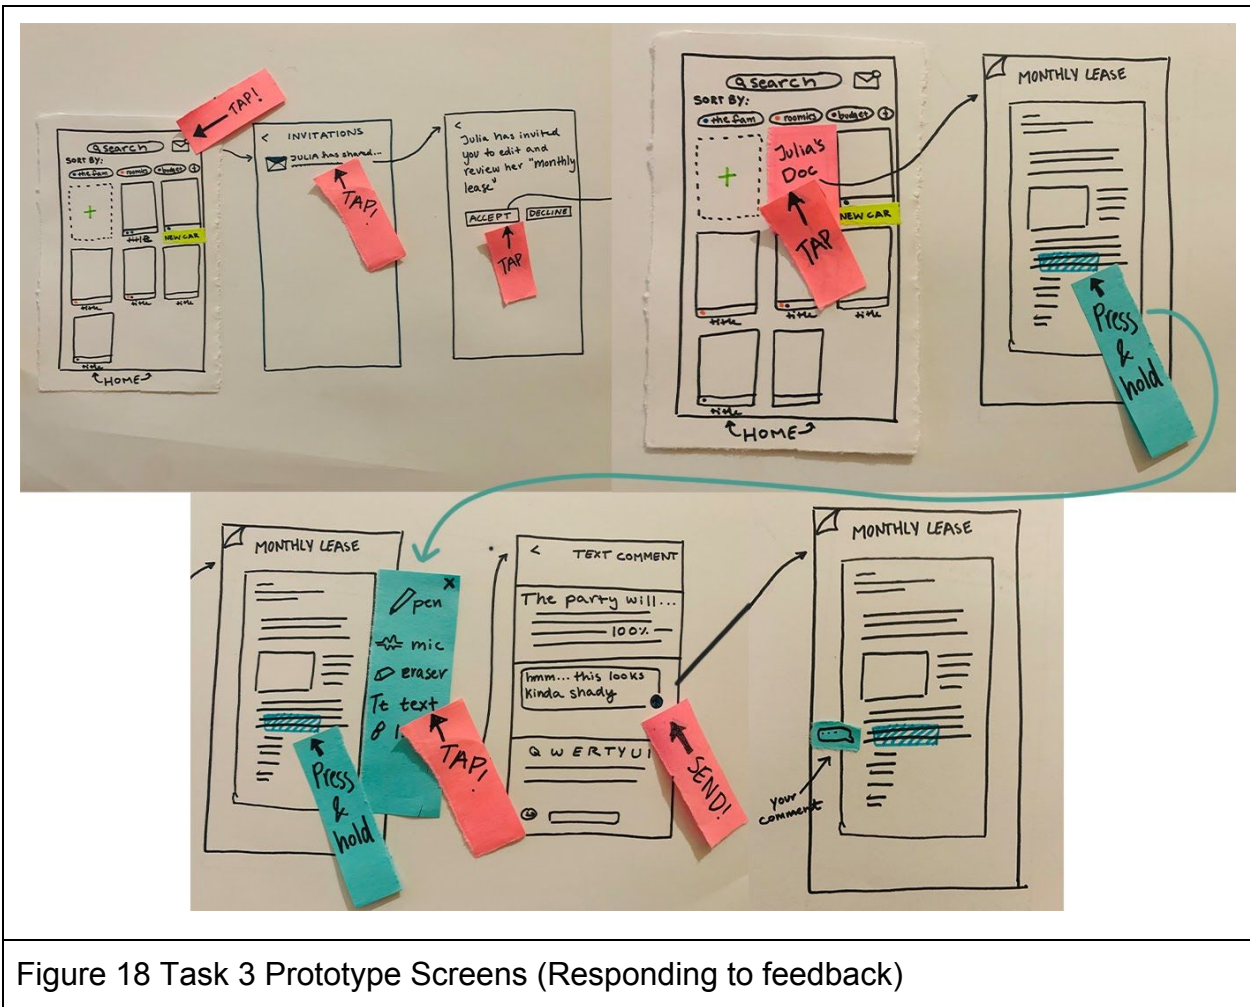 search
SORT BY:
the fam
roomies
budget
+
+
title
NEW CAR
title
title
title
title
HOME
TAP!
< INVITATIONS
JULIA has shared...
TAP!
<
Julia has invited
you to edit and
review her "monthly
lease"
ACCEPT
DECLINE
TAP
search
SORT BY:
the fam
roomies
budget
+
+
Julia's
Doc
TAP
NEW CAR
title
title
title
title
HOME
MONTHLY LEASE
Press
&
hold
MONTHLY LEASE
Press
&
hold
x
pen
mic
eraser
Tt text
TAP!
< TEXT COMMENT
The party will...
100%
hmm... this looks
kinda shady
QWERTYUI
SEND!
MONTHLY LEASE
your
comment
Figure 18 Task 3 Prototype Screens (Responding to feedback)